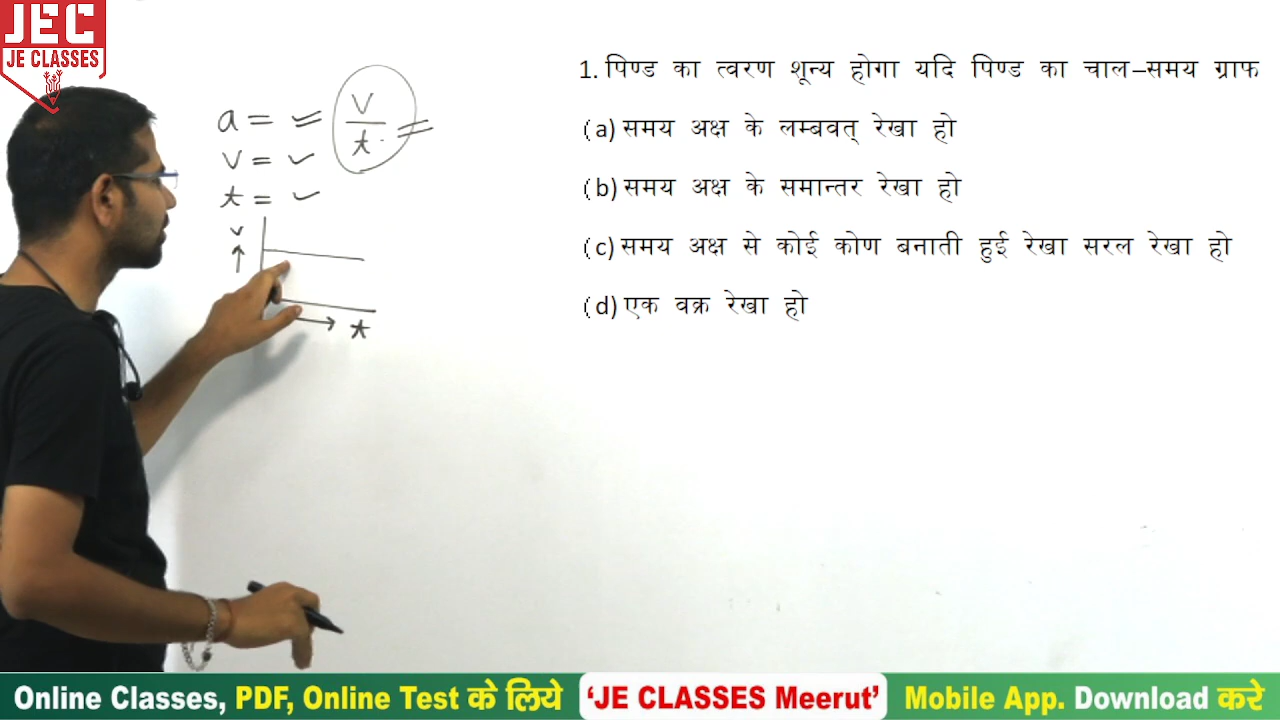 JEC
JE CLASSES
a = = v/t =
v = ✓
t = ✓
v
t
1. पिण्ड का त्वरण शून्य होगा यदि पिण्ड का चाल–समय ग्राफ
(a) समय अक्ष के लम्बवत् रेखा हो
(b) समय अक्ष के समान्तर रेखा हो
(c) समय अक्ष से कोई कोण बनाती हुई रेखा सरल रेखा हो
(d) एक वक्र रेखा हो
Online Classes, PDF, Online Test के लिये 'JE CLASSES Meerut' Mobile App. Download करे